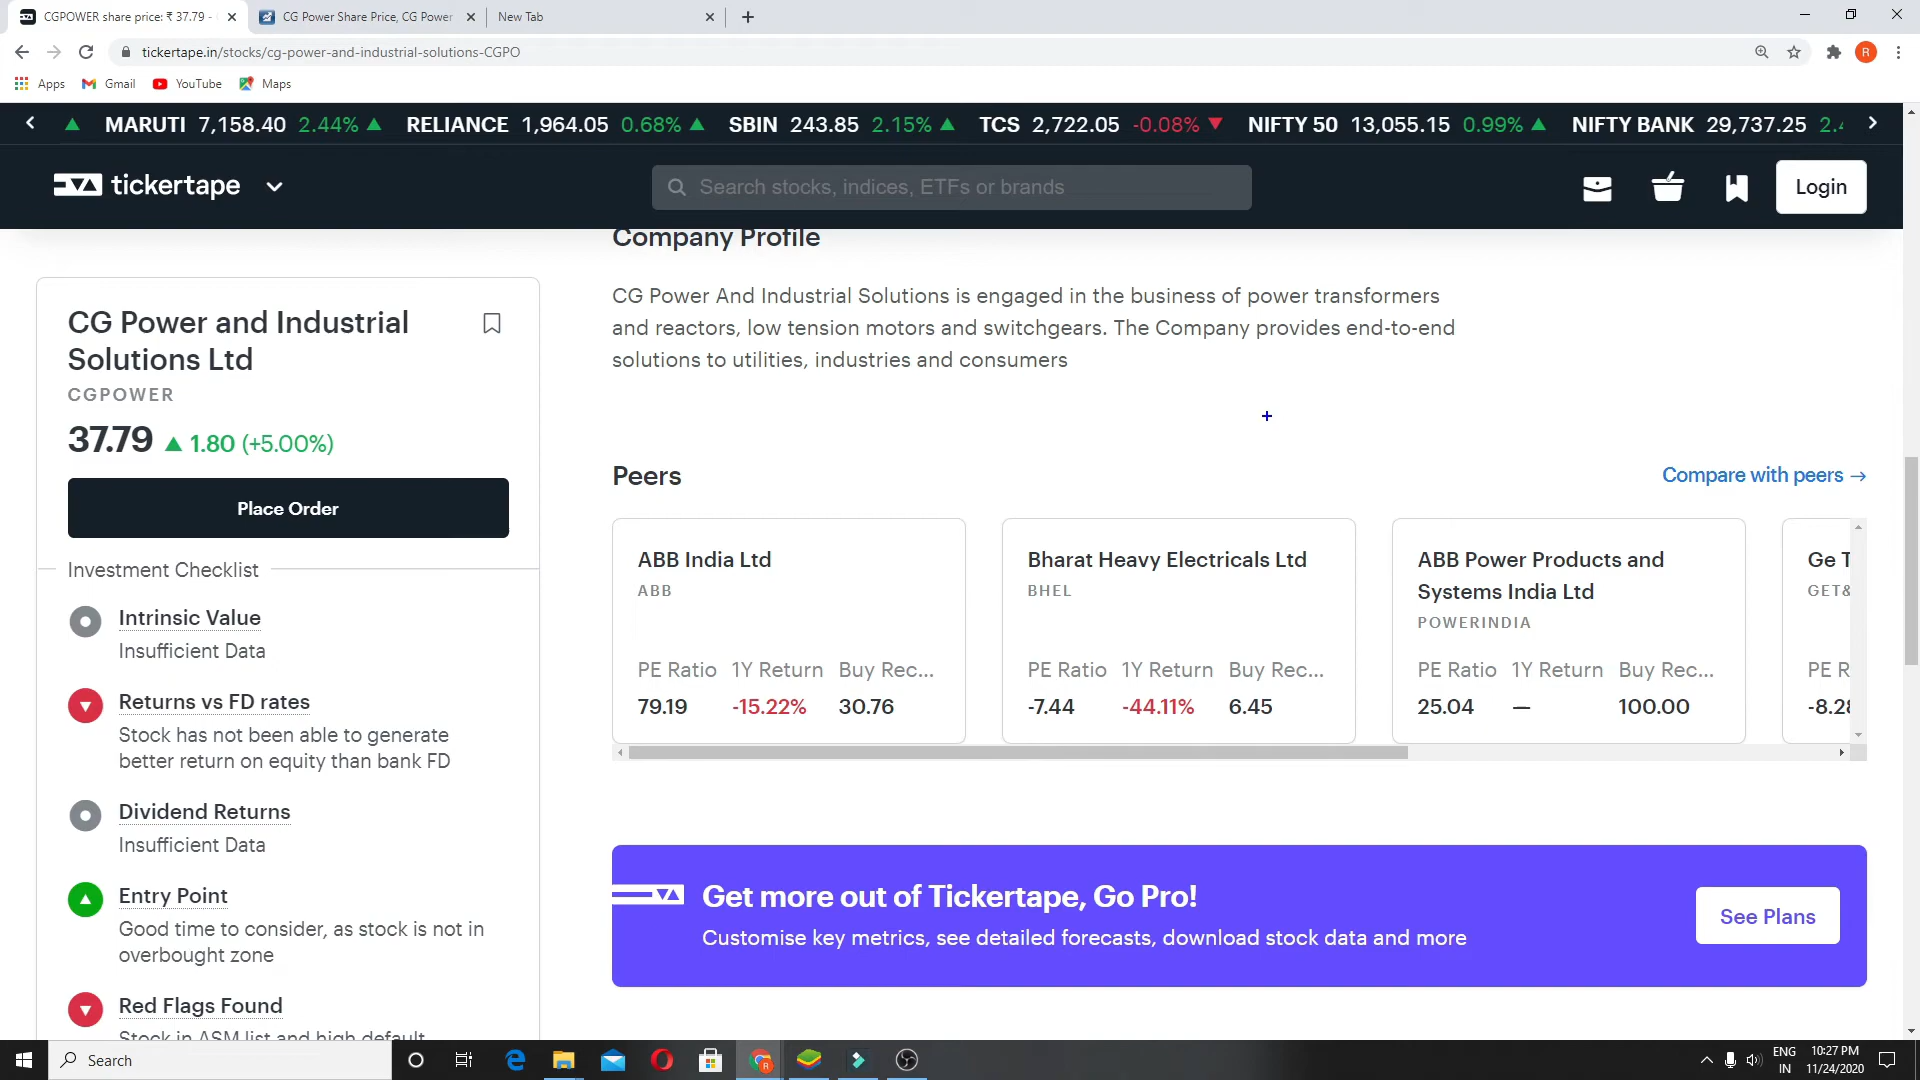 CGPOWER share price: ₹ 37.79 -
CG Power Share Price, CG Power
New Tab
tickertape.in/stocks/cg-power-and-industrial-solutions-CGPO
R
Apps
Gmail
YouTube
Maps
MARUTI 7,158.40 2.44%
RELIANCE 1,964.05 0.68%
SBIN 243.85 2.15%
TCS 2,722.05 -0.08%
NIFTY 50 13,055.15 0.99%
NIFTY BANK 29,737.25
tickertape
Search stocks, indices, ETFs or brands
Login
CG Power and Industrial
Solutions Ltd
CGPOWER
37.79 1.80 (+5.00%)
Place Order
Investment Checklist
Intrinsic Value
Insufficient Data
Returns vs FD rates
Stock has not been able to generate
better return on equity than bank FD
Dividend Returns
Insufficient Data
Entry Point
Good time to consider, as stock is not in
overbought zone
Red Flags Found
Stock in ASM list and high default
Company Profile
CG Power And Industrial Solutions is engaged in the business of power transformers
and reactors, low tension motors and switchgears. The Company provides end-to-end
solutions to utilities, industries and consumers
Peers
Compare with peers →
ABB India Ltd
ABB
PE Ratio 1Y Return Buy Rec...
79.19 -15.22% 30.76
Bharat Heavy Electricals Ltd
BHEL
PE Ratio 1Y Return Buy Rec...
-7.44 -44.11% 6.45
ABB Power Products and
Systems India Ltd
POWERINDIA
PE Ratio 1Y Return Buy Rec...
25.04 — 100.00
Ge T
GET&
PE R
-8.28
Get more out of Tickertape, Go Pro!
Customise key metrics, see detailed forecasts, download stock data and more
See Plans
Search
ENG
IN
10:27 PM
11/24/2020